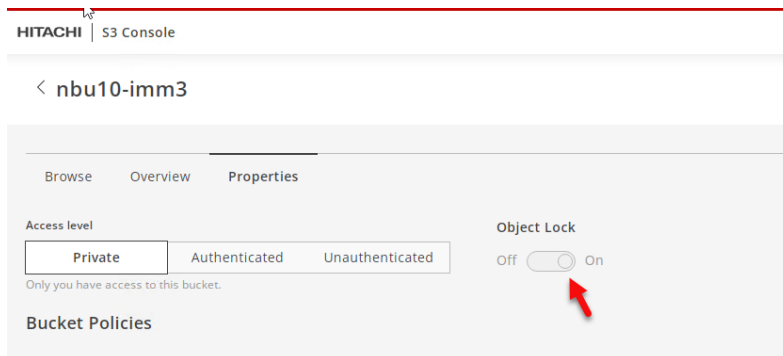 HITACHI S3 Console
nbu10-imm3
Browse Overview Properties
Access level
Object Lock
Private Authenticated Unauthenticated
Off On
Only you have access to this bucket.
Bucket Policies